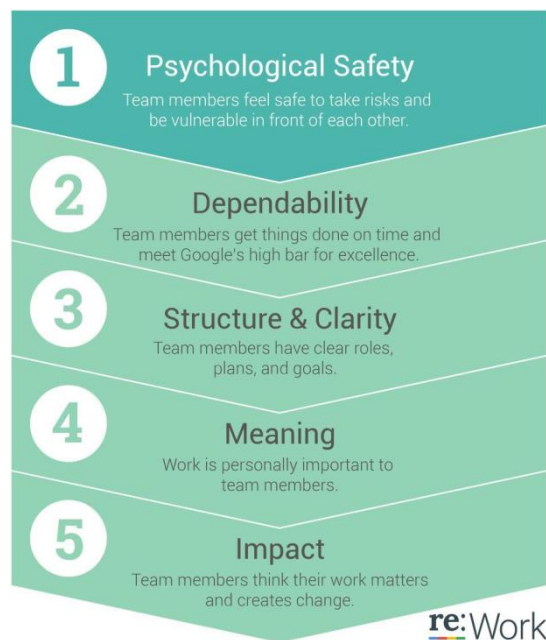 1
Psychological Safety
Team members feel safe to take risks and
be vulnerable in front of each other.
2
Dependability
Team members get things done on time and
meet Google's high bar for excellence.
3
Structure & Clarity
Team members have clear roles,
plans, and goals.
4
Meaning
Work is personally important to
team members.
5
Impact
Team members think their work matters
and creates change.
re:Work